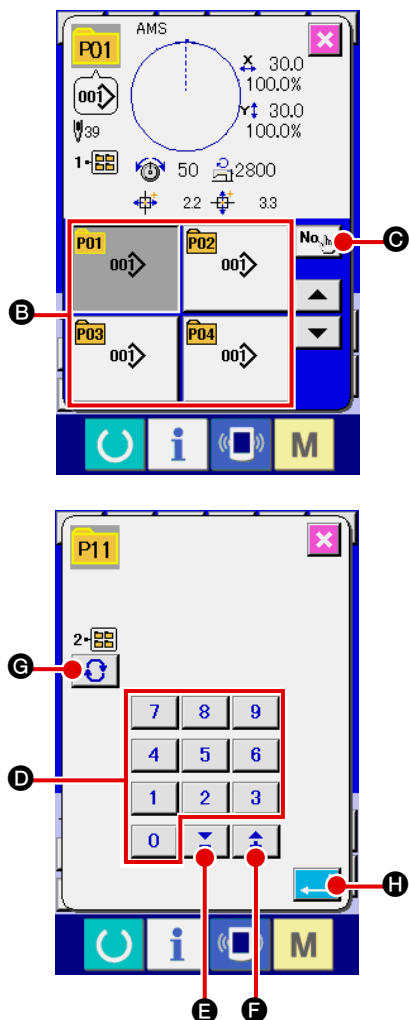 AMS
P01
X 30.0
100.0%
001
Y 30.0
100.0%
39
1
50 2800
2.2 3.3
P01
001
P02
001
No.
C
B
P03
001
P04
001
i M
P11
2
G
7 8 9
D
4 5 6
1 2 3
0
H
i M
E F